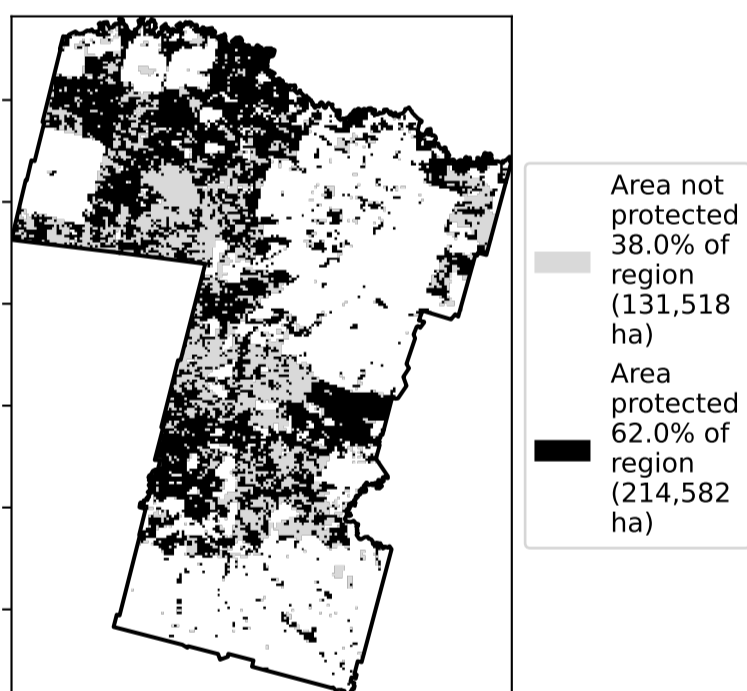 Area not
protected
38.0% of
region
(131,518
ha)
Area
protected
62.0% of
region
(214,582
ha)